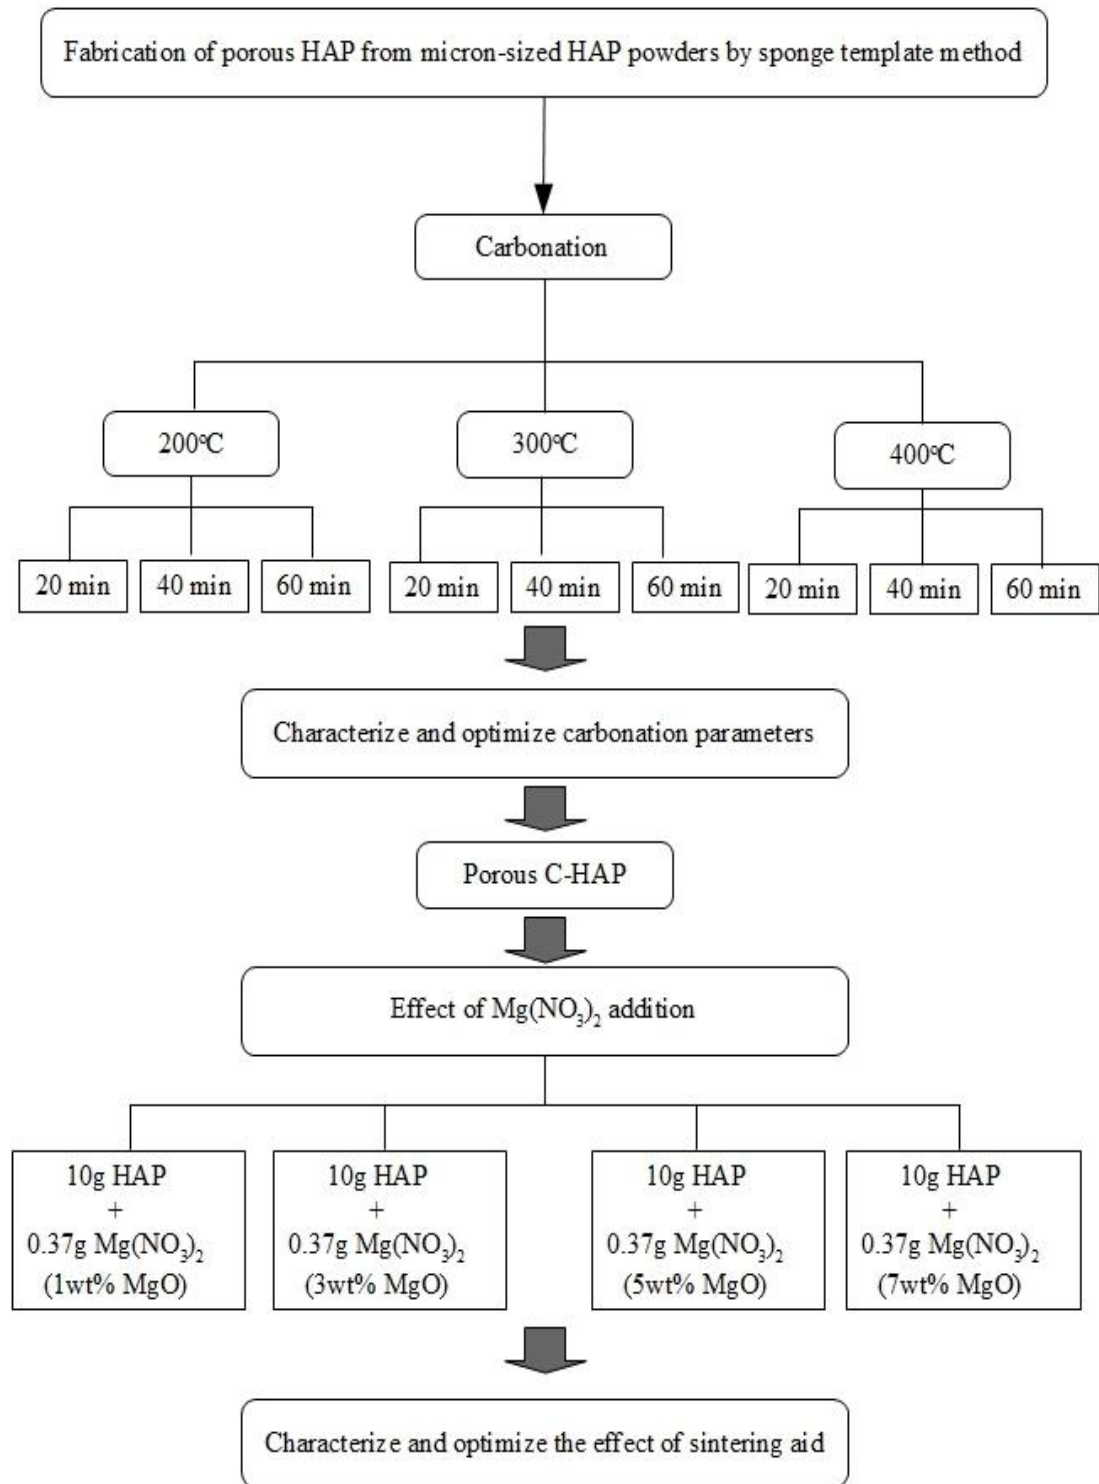 Fabrication of porous HAP from micron-sized HAP powders by sponge template method
Carbonation
200°C
300°C
400°C
20 min
40 min
60 min
20 min
40 min
60 min
20 min
40 min
60 min
Characterize and optimize carbonation parameters
Porous C-HAP
Effect of Mg(NO₃)₂ addition
10g HAP
+
0.37g Mg(NO₃)₂
(1wt% MgO)
10g HAP
+
0.37g Mg(NO₃)₂
(3wt% MgO)
10g HAP
+
0.37g Mg(NO₃)₂
(5wt% MgO)
10g HAP
+
0.37g Mg(NO₃)₂
(7wt% MgO)
Characterize and optimize the effect of sintering aid